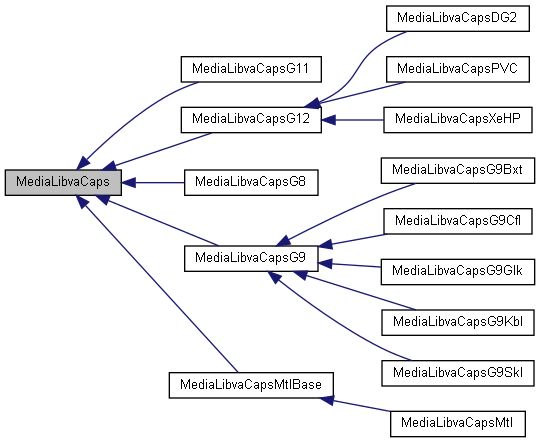 MediaLibvaCapsDG2
MediaLibvaCapsG11
MediaLibvaCapsPVC
MediaLibvaCapsG12
MediaLibvaCapsXeHP
MediaLibvaCaps
MediaLibvaCapsG8
MediaLibvaCapsG9Bxt
MediaLibvaCapsG9Cfl
MediaLibvaCapsG9
MediaLibvaCapsG9Glk
MediaLibvaCapsG9Kbl
MediaLibvaCapsG9Skl
MediaLibvaCapsMtlBase
MediaLibvaCapsMtl